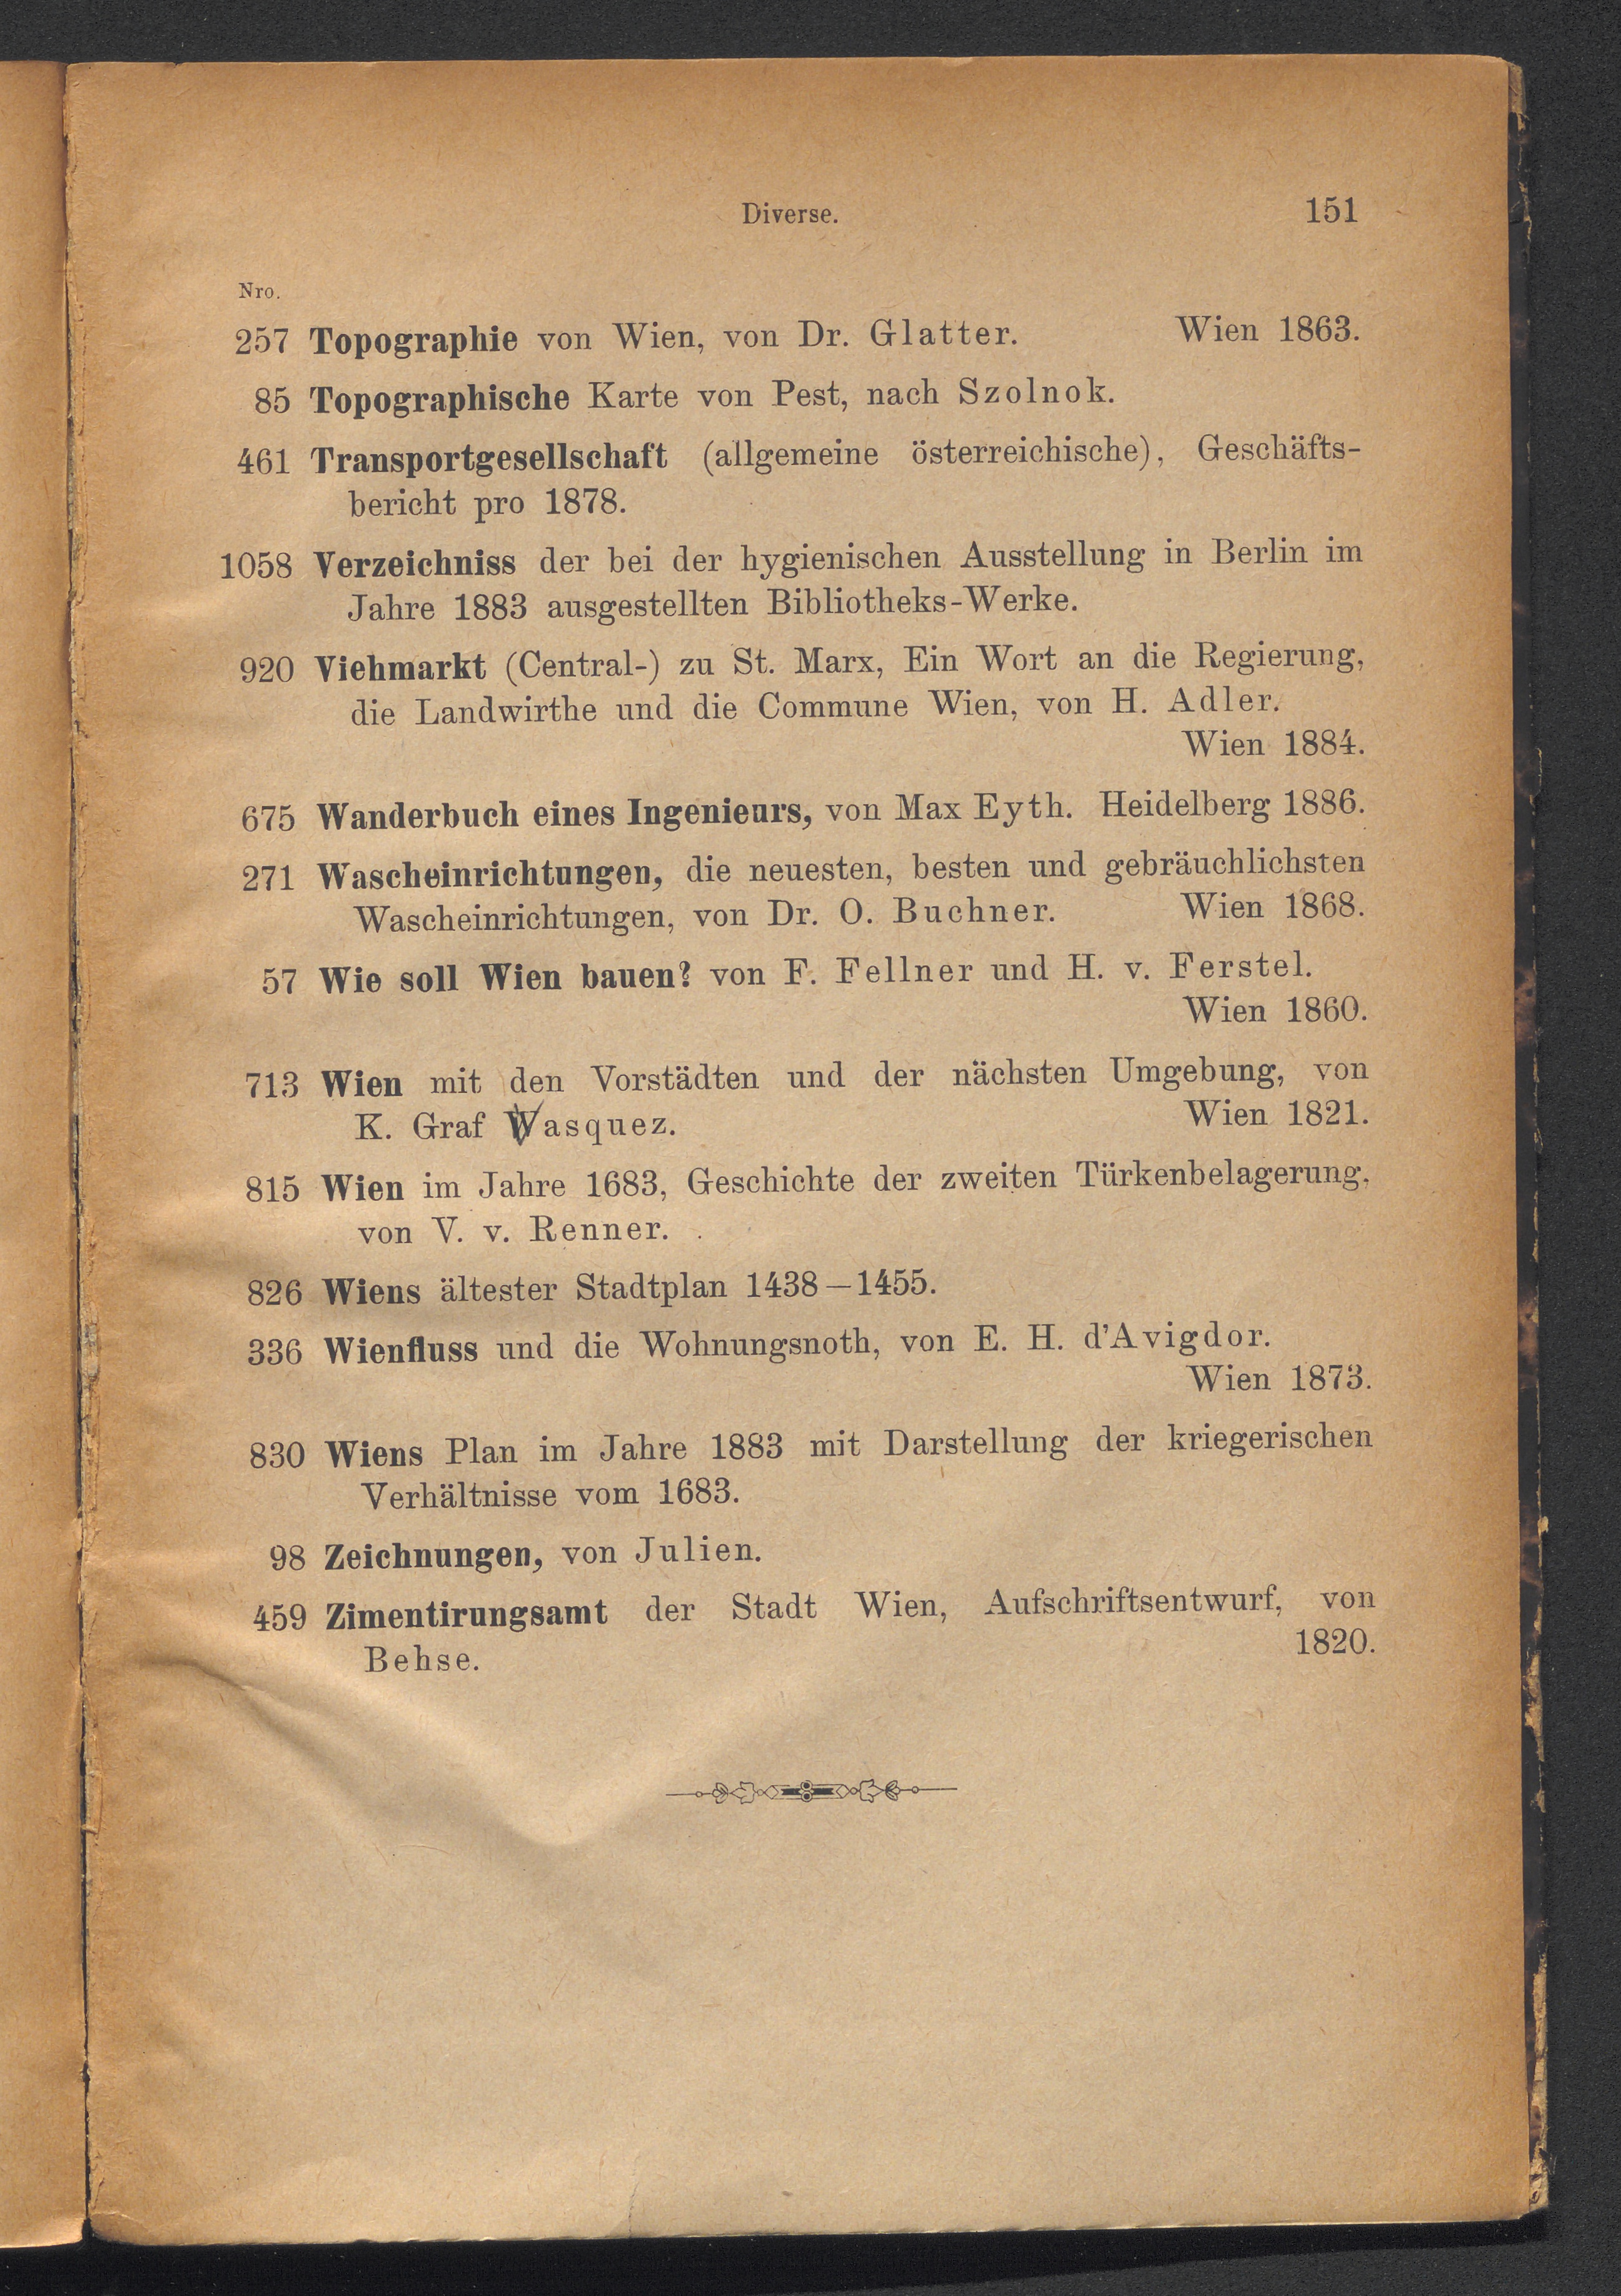 Diverse. 151
Nro.
257 Topographie von Wien, von Dr. Glatter. Wien 1863.
85 Topographische Karte von Pest, nach Szolnok.
461 Transportgesellschaft (allgemeine österreichische), Geschäfts-
bericht pro 1878.
1058 Verzeichniss der bei der hygienischen Ausstellung in Berlin im
Jahre 1883 ausgestellten Bibliotheks-Werke.
920 Viehmarkt (Central-) zu St. Marx, Ein Wort an die Regierung,
die Landwirthe und die Commune Wien, von H. Adler.
Wien 1884.
675 Wanderbuch eines Ingenieurs, von Max Eyth. Heidelberg 1886.
271 Wascheinrichtungen, die neuesten, besten und gebräuchlichsten
Wascheinrichtungen, von Dr. O. Buchner. Wien 1868.
57 Wie soll Wien bauen? von F. Fellner und H. v. Ferstel.
Wien 1860.
713 Wien mit den Vorstädten und der nächsten Umgebung, von
K. Graf Wasquez. Wien 1821.
815 Wien im Jahre 1683, Geschichte der zweiten Türkenbelagerung,
von V. v. Renner.
826 Wiens ältester Stadtplan 1438–1455.
336 Wienfluss und die Wohnungsnoth, von E. H. d'Avigdor.
Wien 1873.
830 Wiens Plan im Jahre 1883 mit Darstellung der kriegerischen
Verhältnisse vom 1683.
98 Zeichnungen, von Julien.
459 Zimentirungsamt der Stadt Wien, Aufschriftsentwurf, von
Behse. 1820.